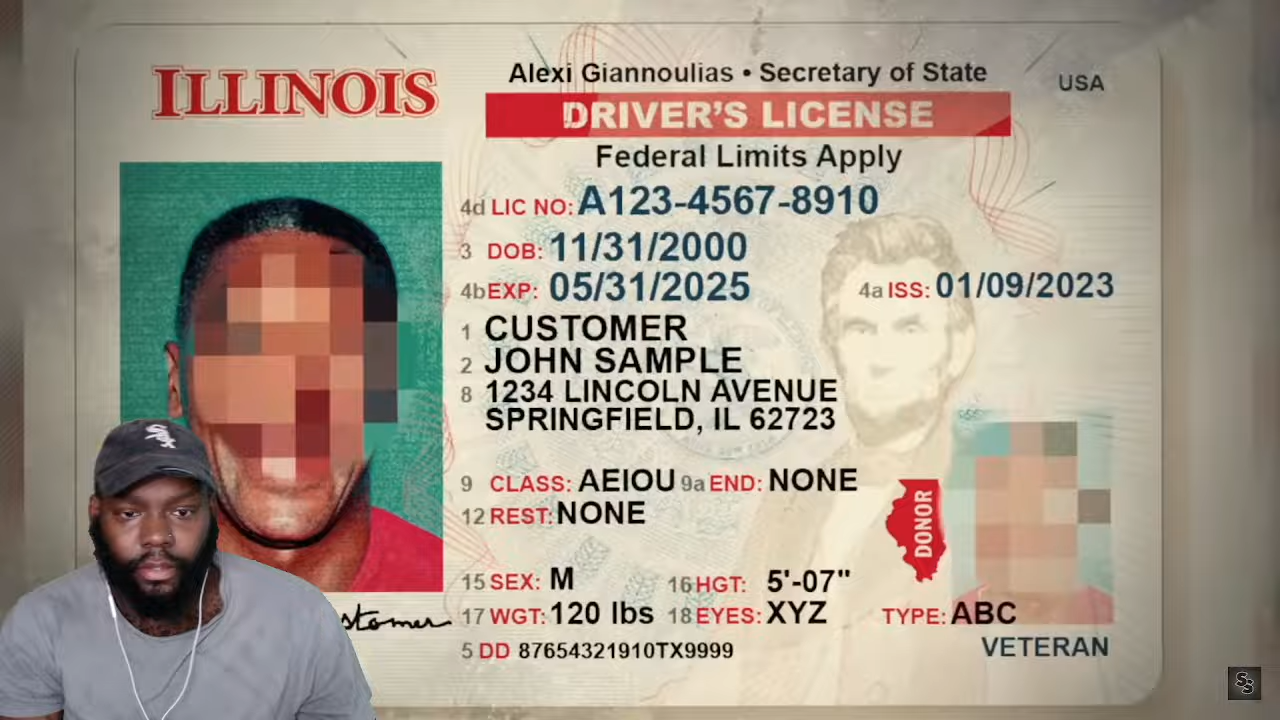 ILLINOIS
Alexi Giannoulias • Secretary of State
USA
DRIVER'S LICENSE
Federal Limits Apply
4d LIC NO: A123-4567-8910
3 DOB: 11/31/2000
4b EXP: 05/31/2025
4a ISS: 01/09/2023
1 CUSTOMER
2 JOHN SAMPLE
8 1234 LINCOLN AVENUE
SPRINGFIELD, IL 62723
9 CLASS: AEIOU 9a END: NONE
12 REST: NONE
DONOR
15 SEX: M 16 HGT: 5'-07"
17 WGT: 120 lbs 18 EYES: XYZ TYPE: ABC
stomer
5 DD 87654321910TX9999
VETERAN
Sox
SS